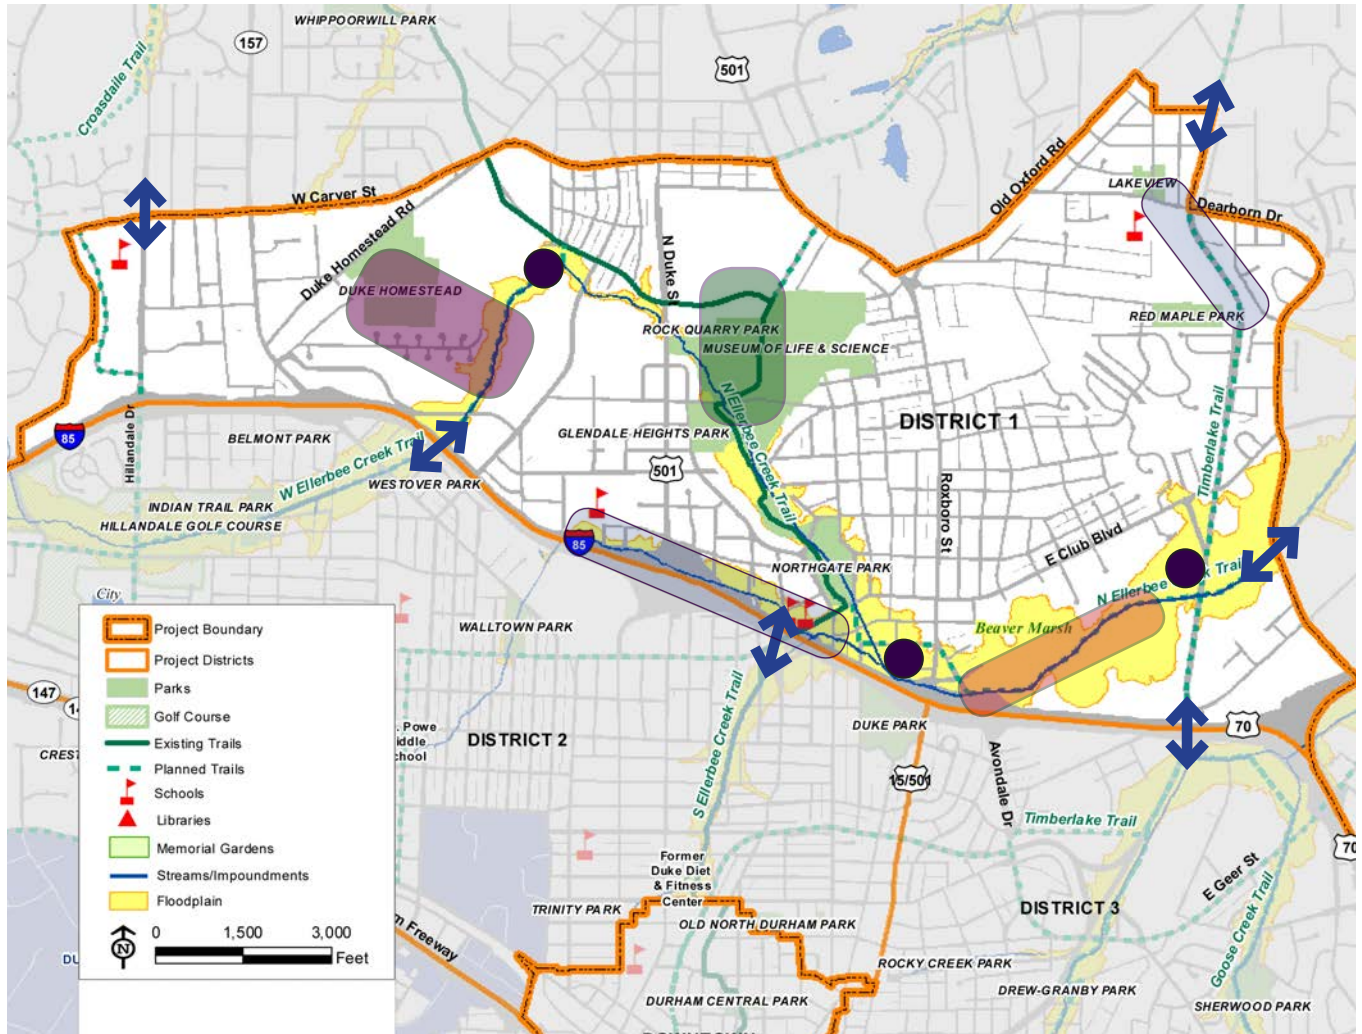 WHIPPOORWILL PARK
157
501
Croasdaile Trail
W Carver St
Old Oxford Rd
LAKEVIEW
Dearborn Dr
Duke Homestead Rd
N Duke St
DUKE HOMESTEAD
ROCK QUARRY PARK
MUSEUM OF LIFE & SCIENCE
RED MAPLE PARK
Hillandale Dr
85
BELMONT PARK
W Ellerbee Creek Trail
GLENDALE HEIGHTS PARK
N Ellerbee Creek Trail
DISTRICT 1
Timberlake Trail
501
WESTOVER PARK
INDIAN TRAIL PARK
HILLANDALE GOLF COURSE
Roxboro St
E Club Blvd
85
NORTHGATE PARK
N Ellerbee
k Trail
City
Beaver Marsh
WALLTOWN PARK
Project Boundary
Project Districts
Parks
Golf Course
Existing Trails
Planned Trails
Schools
Libraries
Memorial Gardens
Streams/Impoundments
Floodplain
N
0 1,500 3,000
Feet
147
14
CREST
. Powe
iddle
chool
DISTRICT 2
S Ellerbee Creek Trail
DUKE PARK
70
15/501
Avondale Dr
Timberlake Trail
70
E Geer St
Former
Duke Diet
& Fitness
Center
TRINITY PARK
OLD NORTH DURHAM PARK
DISTRICT 3
Goose Creek Trail
m Freeway
DU
ROCKY CREEK PARK
DREW-GRANBY PARK
DURHAM CENTRAL PARK
SHERWOOD PARK